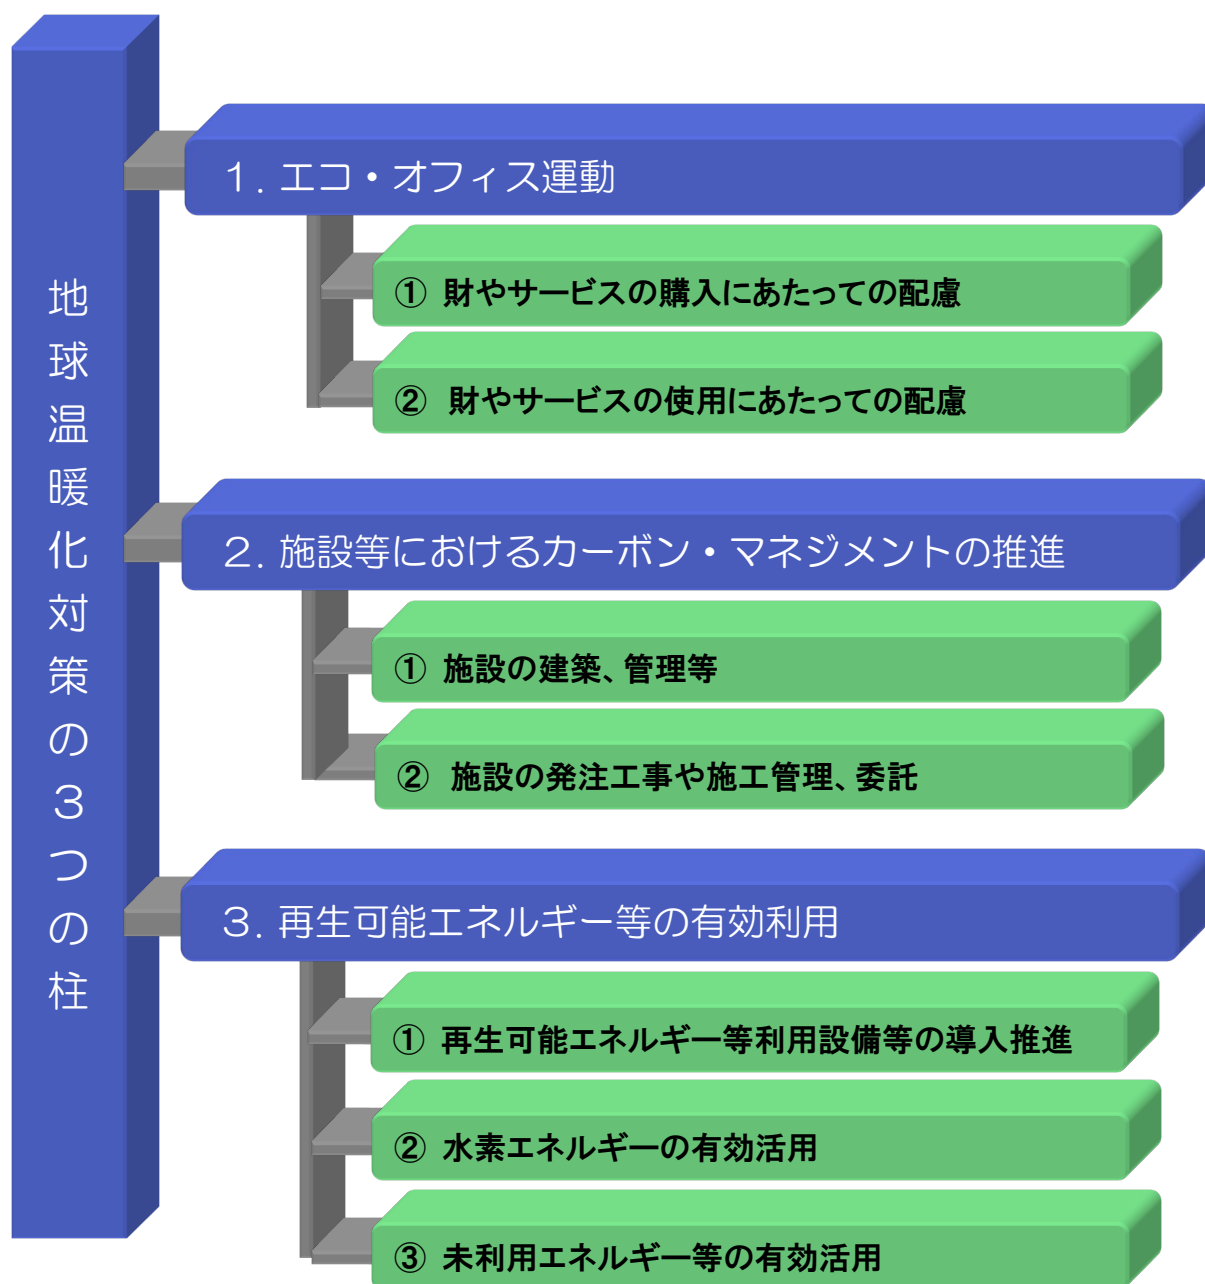 地球温暖化対策の３つの柱
１. エコ・オフィス運動
① 財やサービスの購入にあたっての配慮
② 財やサービスの使用にあたっての配慮
２. 施設等におけるカーボン・マネジメントの推進
① 施設の建築、管理等
② 施設の発注工事や施工管理、委託
３. 再生可能エネルギー等の有効利用
① 再生可能エネルギー等利用設備等の導入推進
② 水素エネルギーの有効活用
③ 未利用エネルギー等の有効活用